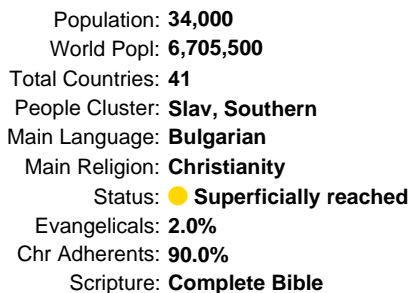 Population: 34,000
World Popl: 6,705,500
Total Countries: 41
People Cluster: Slav, Southern
Main Language: Bulgarian
Main Religion: Christianity
Status: Superficially reached
Evangelicals: 2.0%
Chr Adherents: 90.0%
Scripture: Complete Bible